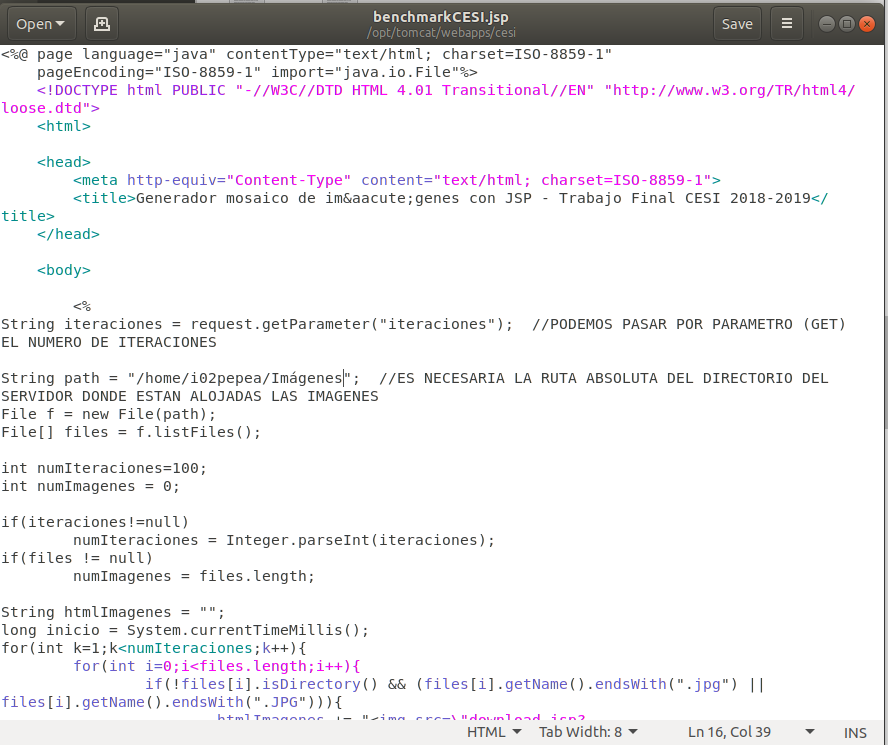 Open
benchmarkCESI.jsp
/opt/tomcat/webapps/cesi
Save
<%@ page language="java" contentType="text/html; charset=ISO-8859-1"
    pageEncoding="ISO-8859-1" import="java.io.File"%>
    <!DOCTYPE html PUBLIC "-//W3C//DTD HTML 4.01 Transitional//EN" "http://www.w3.org/TR/html4/
loose.dtd">
    <html>
    <head>
        <meta http-equiv="Content-Type" content="text/html; charset=ISO-8859-1">
        <title>Generador mosaico de im&aacute;genes con JSP - Trabajo Final CESI 2018-2019</
title>
    </head>
    <body>
        <%
String iteraciones = request.getParameter("iteraciones");  //PODEMOS PASAR POR PARAMETRO (GET)
EL NUMERO DE ITERACIONES
String path = "/home/i02pepea/Imágenes";  //ES NECESARIA LA RUTA ABSOLUTA DEL DIRECTORIO DEL
SERVIDOR DONDE ESTAN ALOJADAS LAS IMAGENES
File f = new File(path);
File[] files = f.listFiles();
int numIteraciones=100;
int numImagenes = 0;
if(iteraciones!=null)
        numIteraciones = Integer.parseInt(iteraciones);
if(files != null)
        numImagenes = files.length;
String htmlImagenes = "";
long inicio = System.currentTimeMillis();
for(int k=1;k<numIteraciones;k++){
        for(int i=0;i<files.length;i++){
                if(!files[i].isDirectory() && (files[i].getName().endsWith(".jpg") ||
files[i].getName().endsWith(".JPG"))){
                        htmlImagenes += "<img src=\"download.jsp?
HTML
Tab Width: 8
Ln 16, Col 39
INS